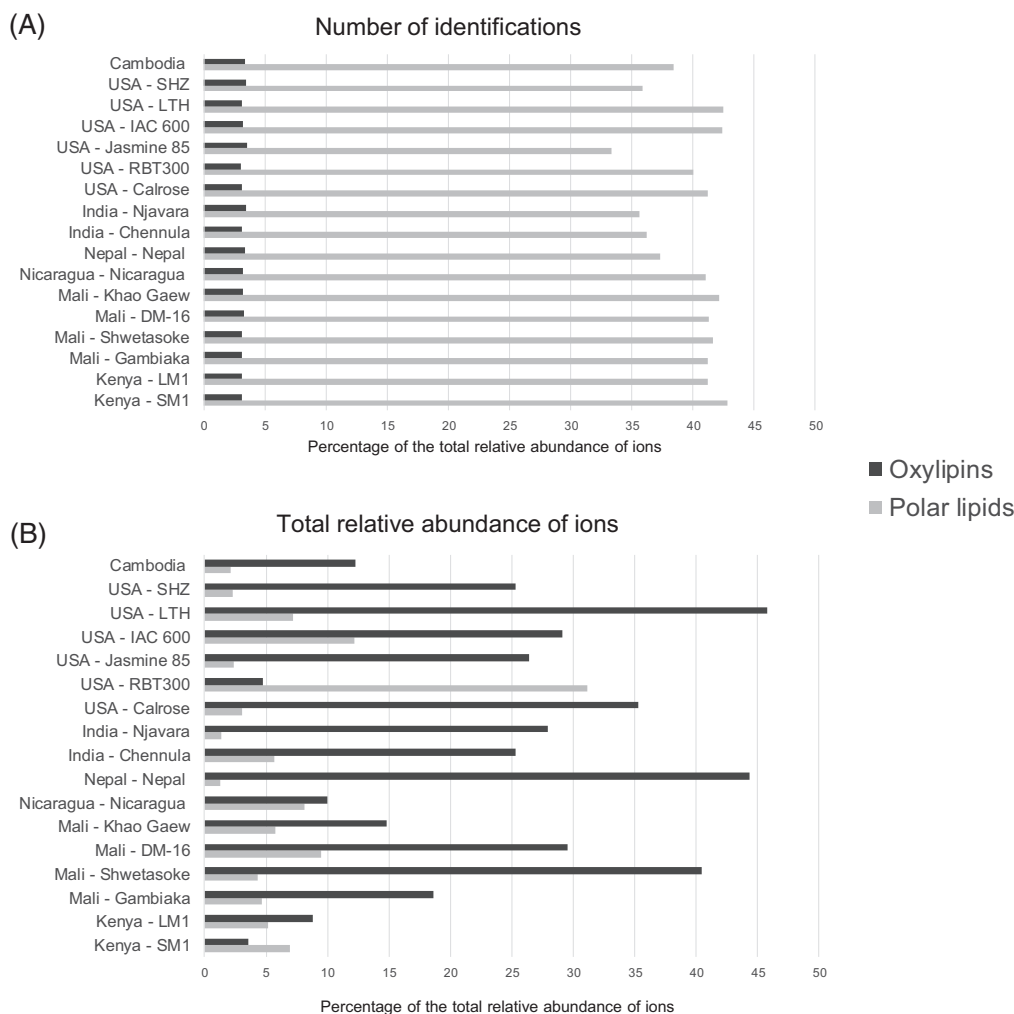 (A)
Number of identifications
Cambodia
USA - SHZ
USA - LTH
USA - IAC 600
USA - Jasmine 85
USA - RBT300
USA - Calrose
India - Njavara
India - Chennula
Nepal - Nepal
Nicaragua - Nicaragua
Mali - Khao Gaew
Mali - DM-16
Mali - Shwetasoke
Mali - Gambiaka
Kenya - LM1
Kenya - SM1
0 5 10 15 20 25 30 35 40 45 50
Percentage of the total relative abundance of ions
Oxylipins
Polar lipids
(B)
Total relative abundance of ions
Cambodia
USA - SHZ
USA - LTH
USA - IAC 600
USA - Jasmine 85
USA - RBT300
USA - Calrose
India - Njavara
India - Chennula
Nepal - Nepal
Nicaragua - Nicaragua
Mali - Khao Gaew
Mali - DM-16
Mali - Shwetasoke
Mali - Gambiaka
Kenya - LM1
Kenya - SM1
0 5 10 15 20 25 30 35 40 45 50
Percentage of the total relative abundance of ions